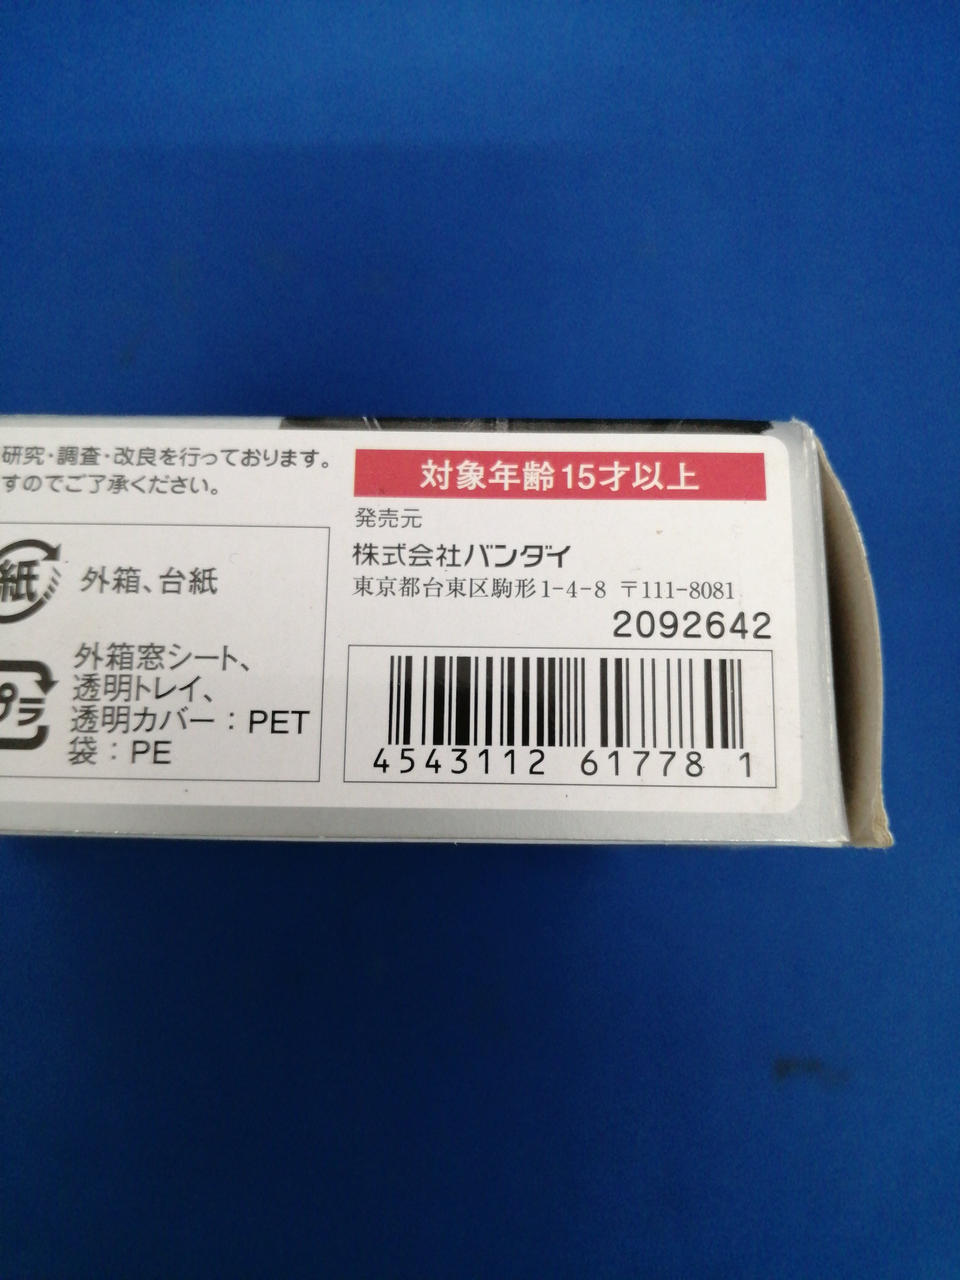 研究・調査・改良を行っております。
すのでご了承ください。
紙
外箱、台紙
プラ
外箱窓シート、
透明トレイ、
透明カバー：PET
袋：PE
対象年齢15才以上
発売元
株式会社バンダイ
東京都台東区駒形1-4-8 〒111-8081
2092642
4543112 617781